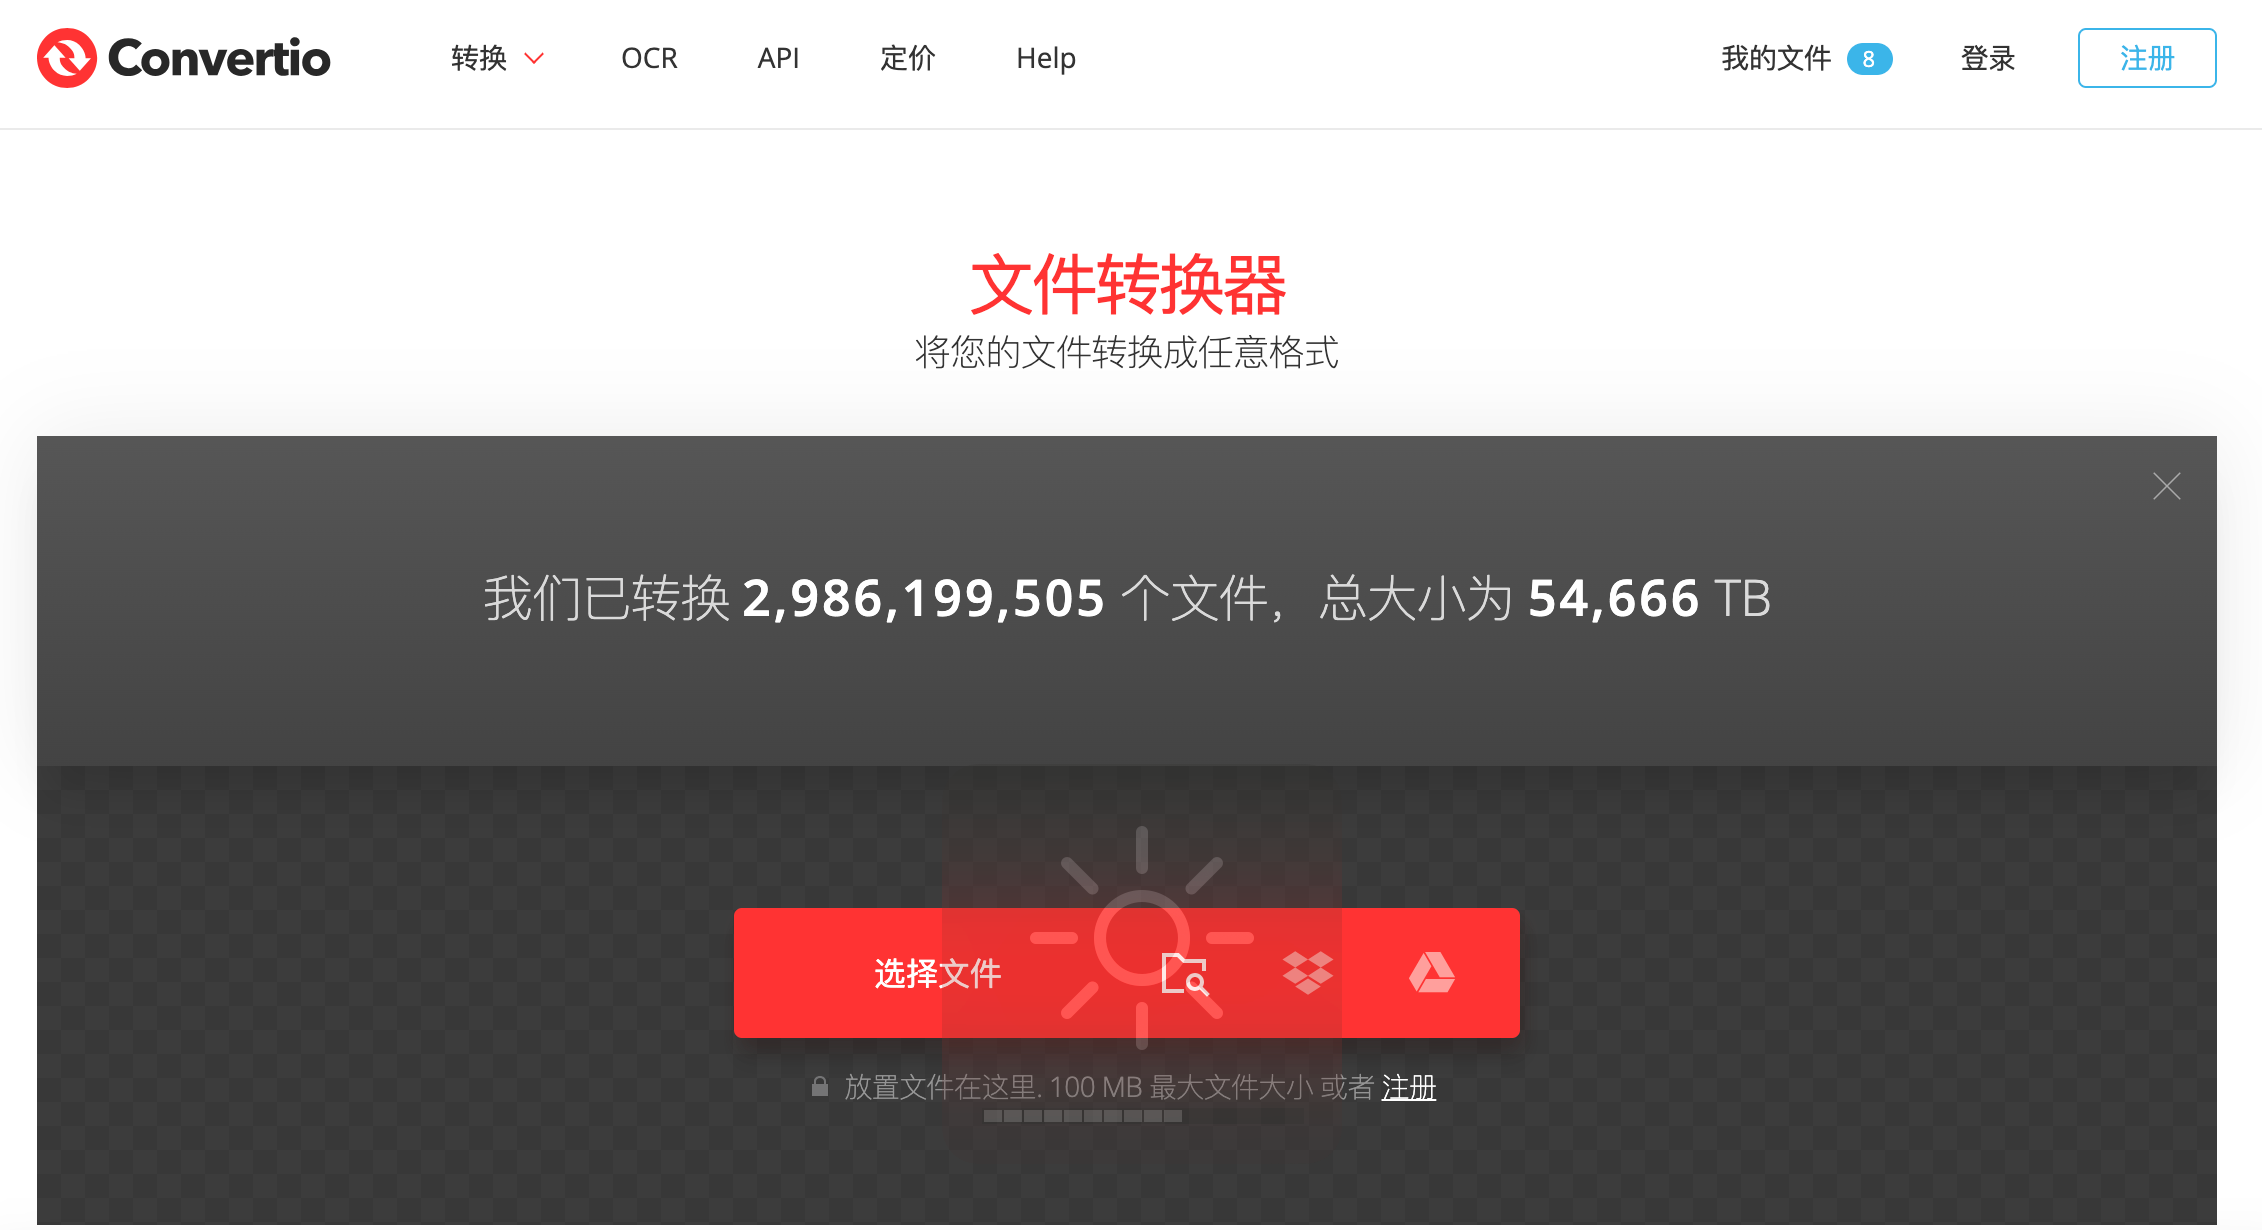 Convertio 转换 OCR API 定价 Help 我的文件 8 登录 注册
文件转换器
将您的文件转换成任意格式
我们已转换 2,986,199,505 个文件，总大小为 54,666 TB
选择文件
放置文件在这里. 100 MB 最大文件大小 或者 注册